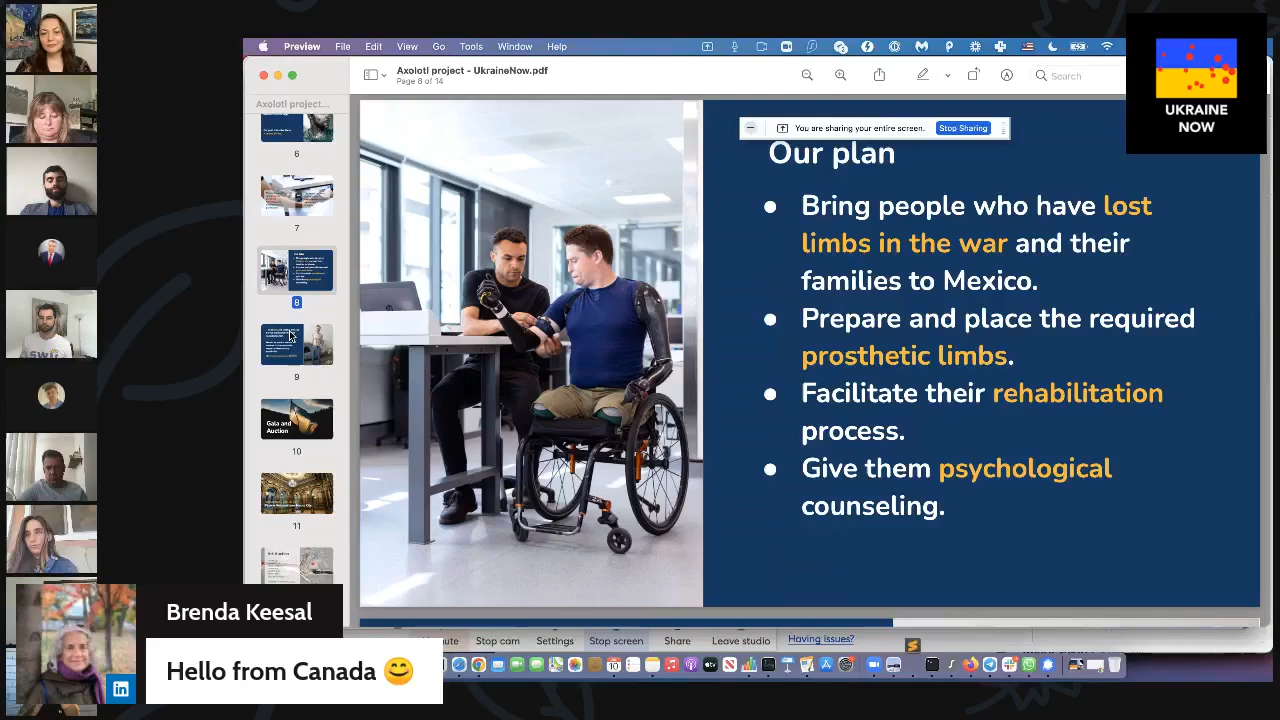 Preview File Edit View Go Tools Window Help
Axolotl project - UkraineNow.pdf
Page 8 of 14
Search
Axolotl project...
6
7
8
9
Gala and
Auction
10
11
You are sharing your entire screen. Stop Sharing
Our plan
● Bring people who have lost
limbs in the war and their
families to Mexico.
● Prepare and place the required
prosthetic limbs.
● Facilitate their rehabilitation
process.
● Give them psychological
counseling.
UKRAINE
NOW
Stop cam Settings Stop screen Share Leave studio Having issues?
Brenda Keesal
Hello from Canada 😊
in